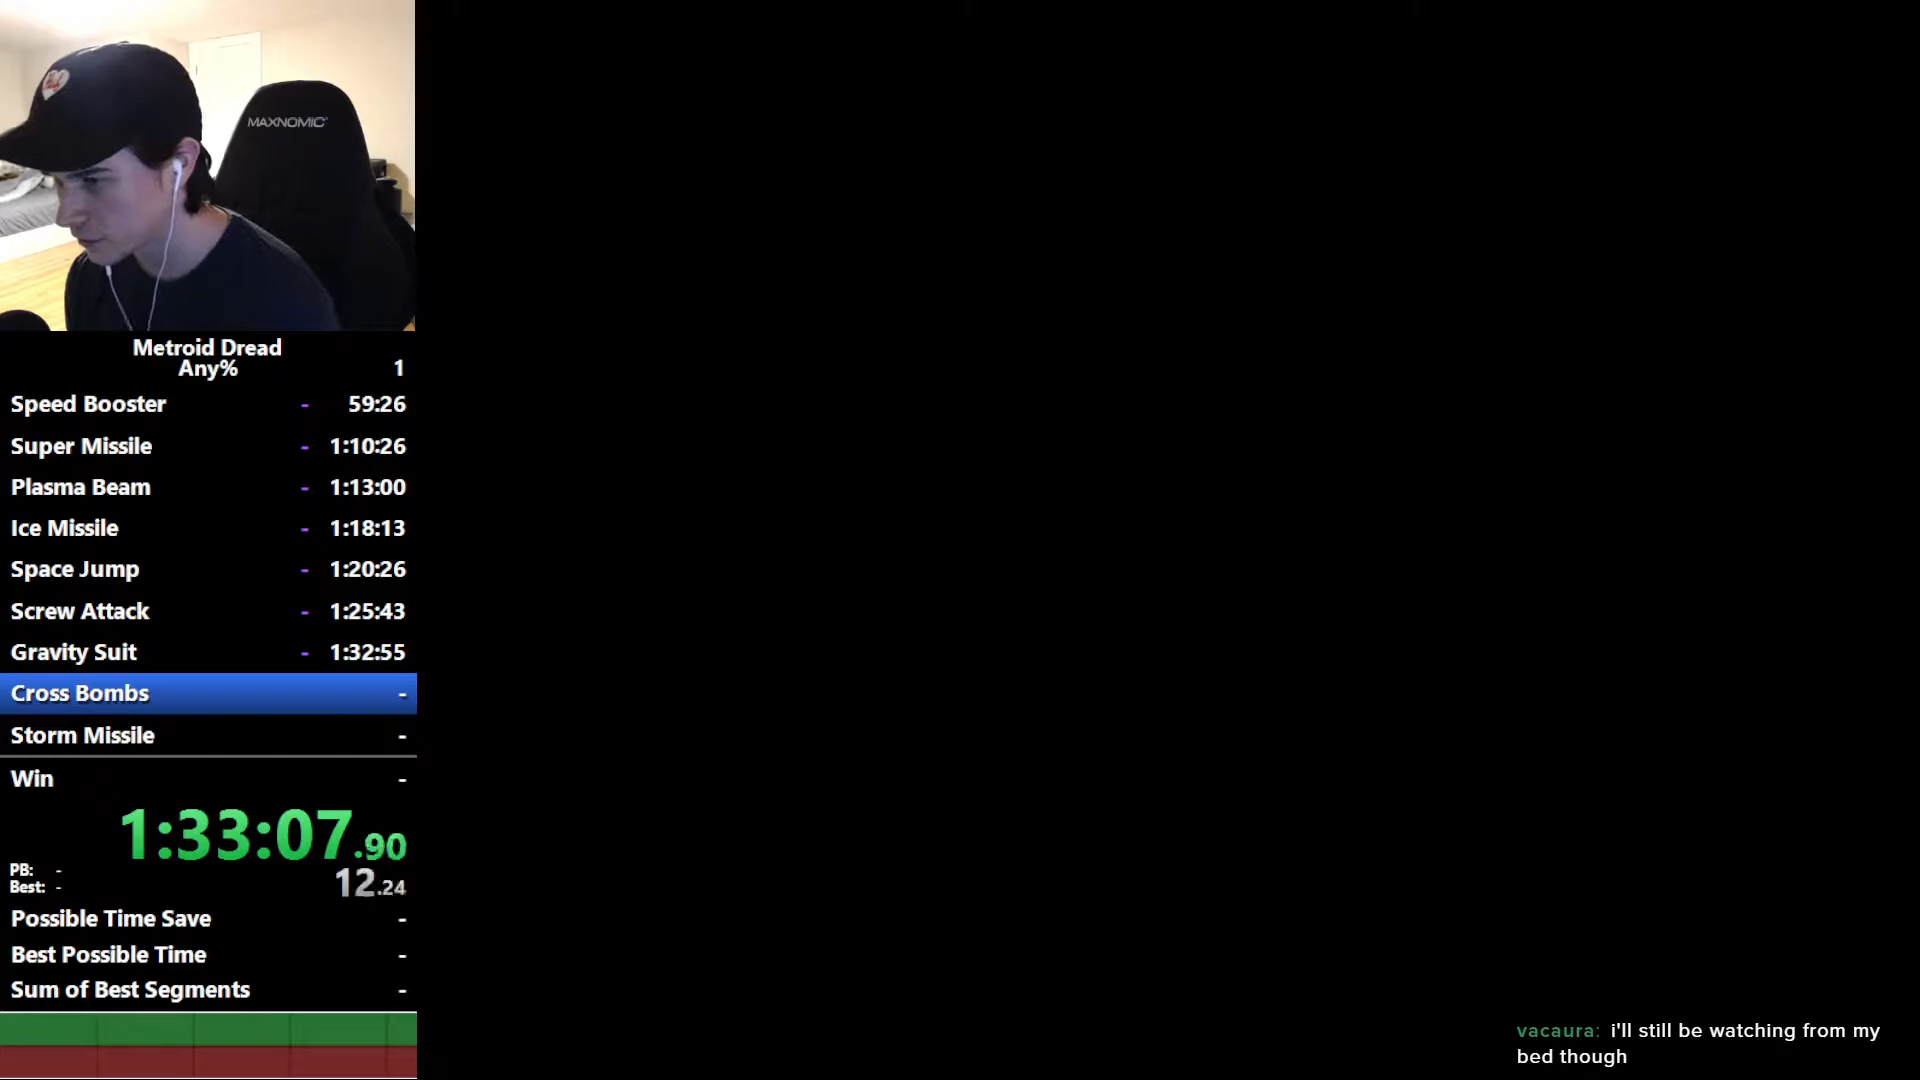 MAXNOMIC
Metroid Dread
Any% 1
Speed Booster - 59:26
Super Missile - 1:10:26
Plasma Beam - 1:13:00
Ice Missile - 1:18:13
Space Jump - 1:20:26
Screw Attack - 1:25:43
Gravity Suit - 1:32:55
Cross Bombs -
Storm Missile -
Win -
1:33:07.90
PB: -
Best: -
12.24
Possible Time Save -
Best Possible Time -
Sum of Best Segments -
vacaura: i'll still be watching from my
bed though